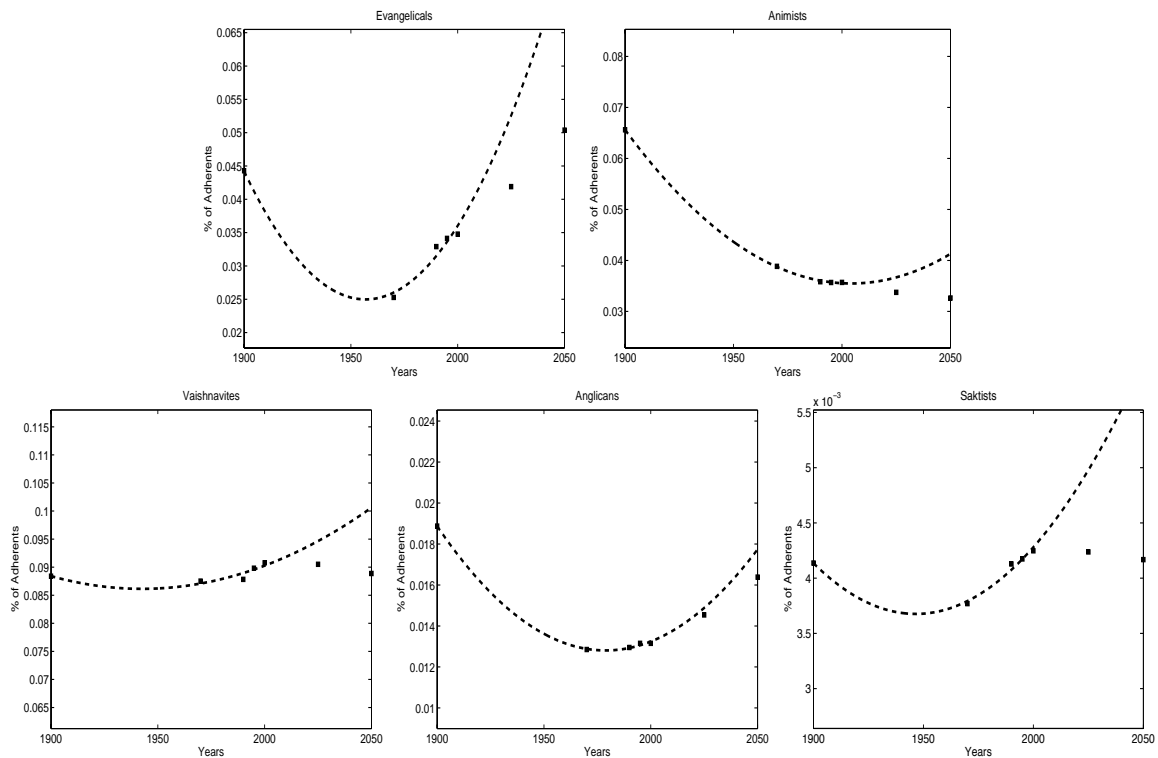 Evangelicals
0.065
0.06
0.055
0.05
0.045
0.04
0.035
0.03
0.025
0.02
% of Adherents
1900 1950 2000 2050
Years
Animists
0.08
0.07
0.06
0.05
0.04
0.03
% of Adherents
1900 1950 2000 2050
Years
Vaishnavites
0.115
0.11
0.105
0.1
0.095
0.09
0.085
0.08
0.075
0.07
0.065
% of Adherents
1900 1950 2000 2050
Years
Anglicans
0.024
0.022
0.02
0.018
0.016
0.014
0.012
0.01
% of Adherents
1900 1950 2000 2050
Years
Saktists
x 10⁻³
5.5
5
4.5
4
3.5
3
% of Adherents
1900 1950 2000 2050
Years